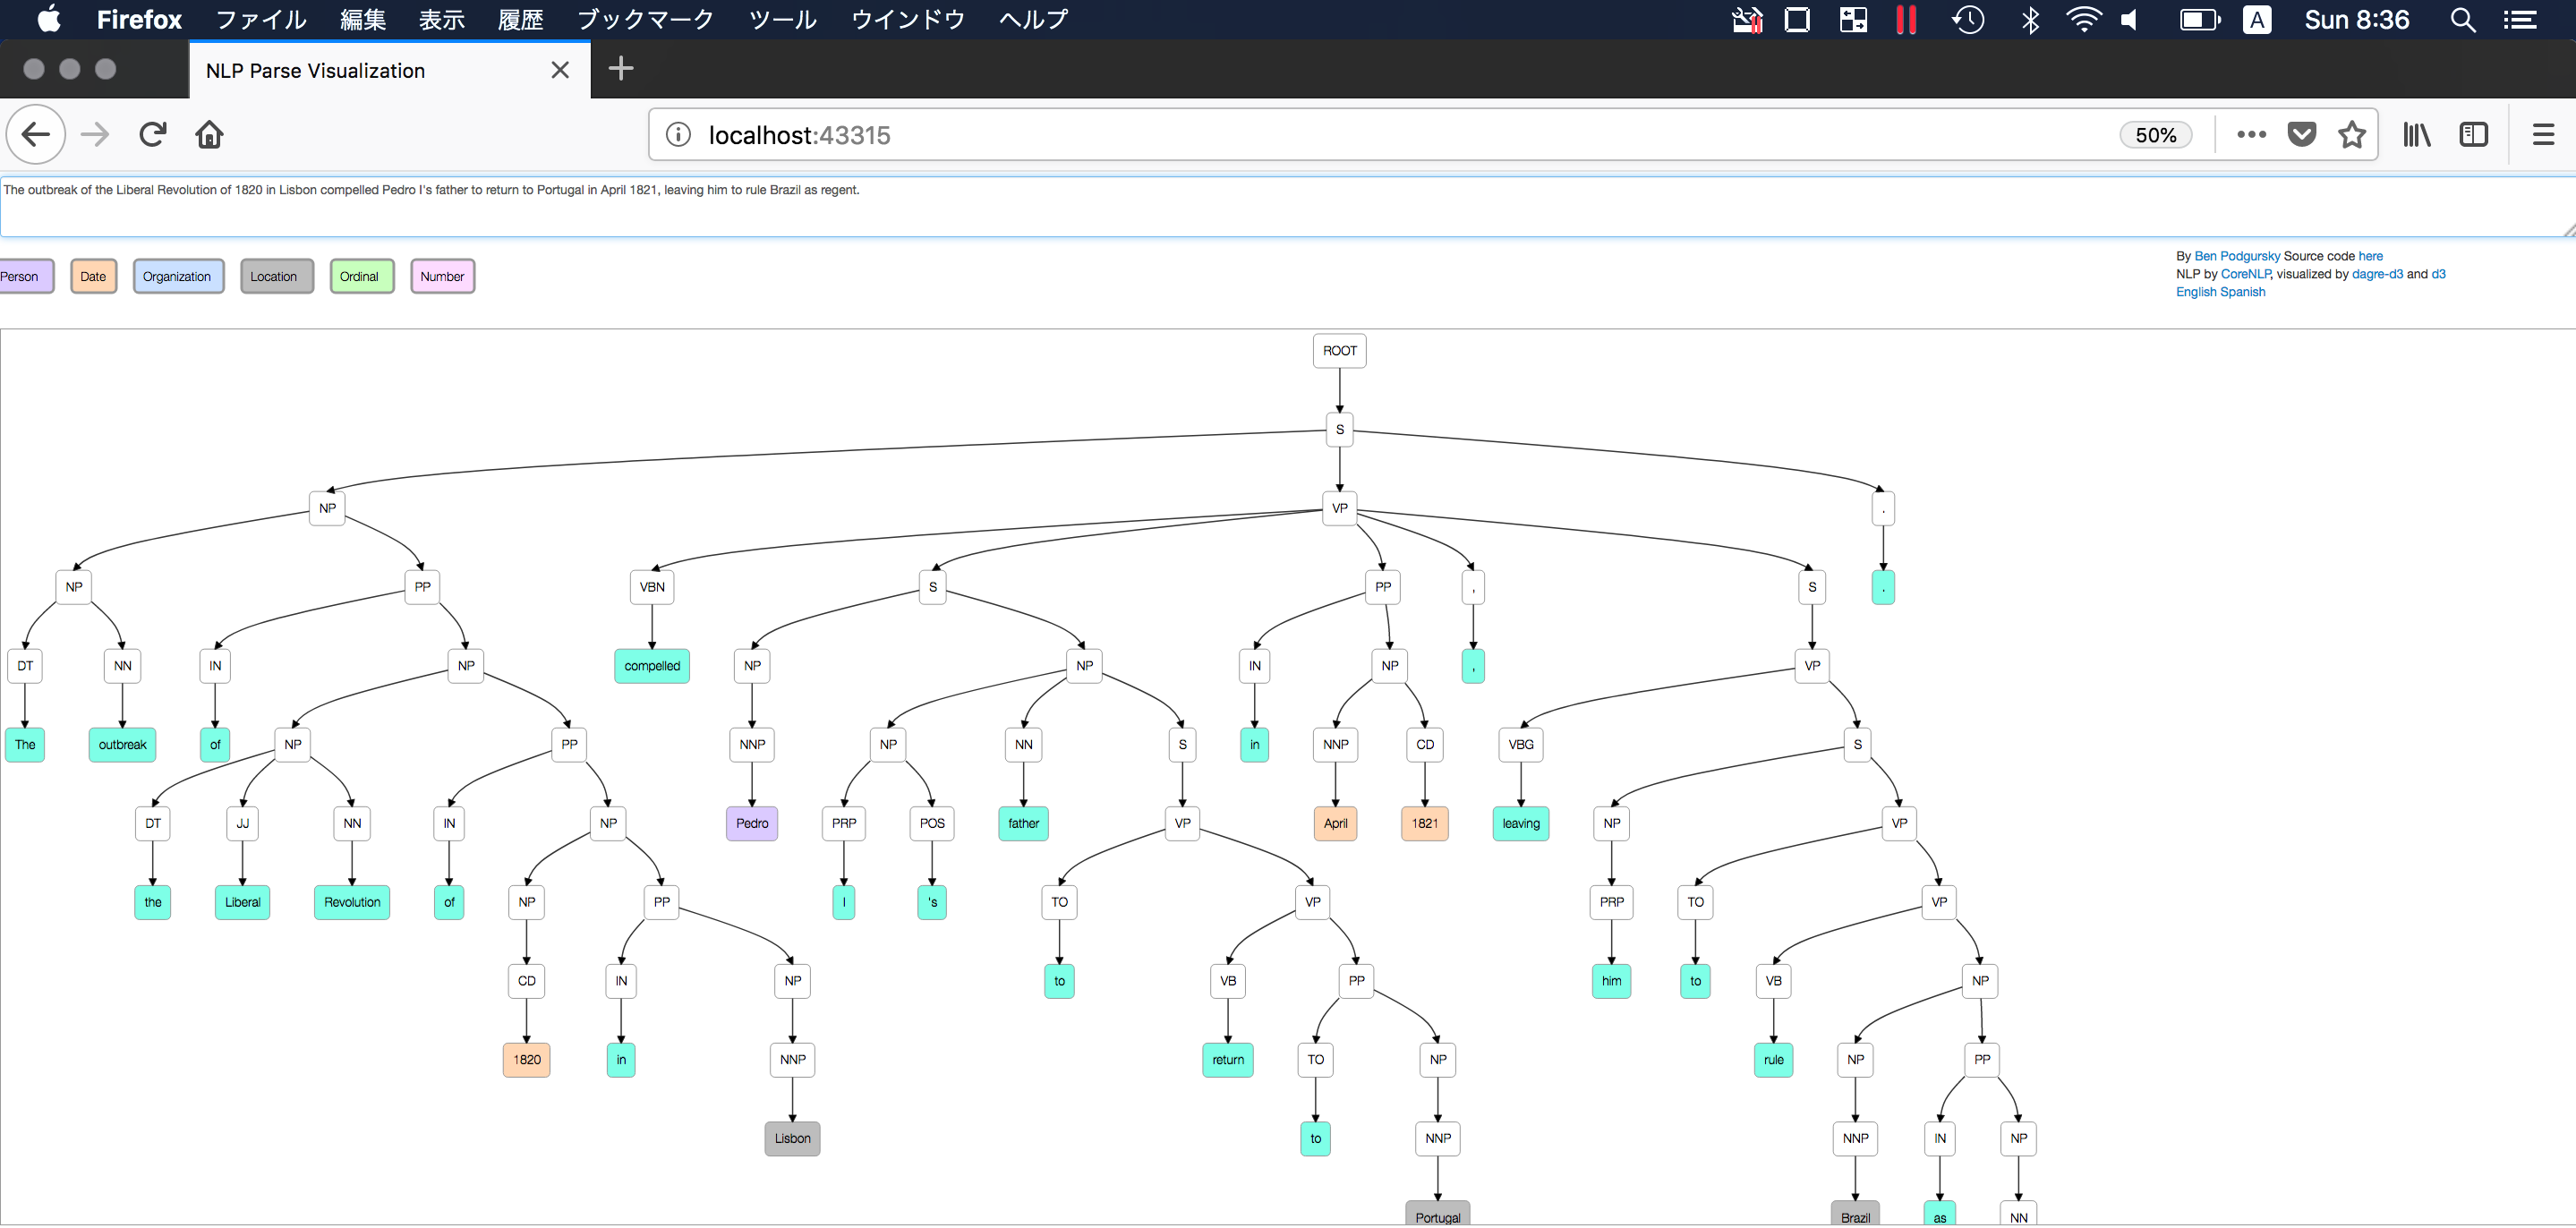 Firefox ファイル 編集 表示 履歴 ブックマーク ツール ウインドウ ヘルプ A Sun 8:36
NLP Parse Visualization
localhost:43315 50%
The outbreak of the Liberal Revolution of 1820 in Lisbon compelled Pedro I's father to return to Portugal in April 1821, leaving him to rule Brazil as regent.
By Ben Podgursky Source code here
Person Date Organization Location Ordinal Number NLP by CoreNLP, visualized by dagre-d3 and d3
English Spanish
ROOT
S
NP VP .
NP PP VBN S PP , S .
DT NN IN NP compelled NP NP IN NP , VP
The outbreak of NP PP NNP NP NN S in NNP CD VBG S
DT JJ NN IN NP Pedro PRP POS father VP April 1821 leaving NP VP
the Liberal Revolution of NP PP I 's TO VP PRP TO VP
CD IN NP to VB PP him to VB NP
1820 in NNP return TO NP rule NP PP
Lisbon to NNP NNP IN NP
Portugal Brazil as NN